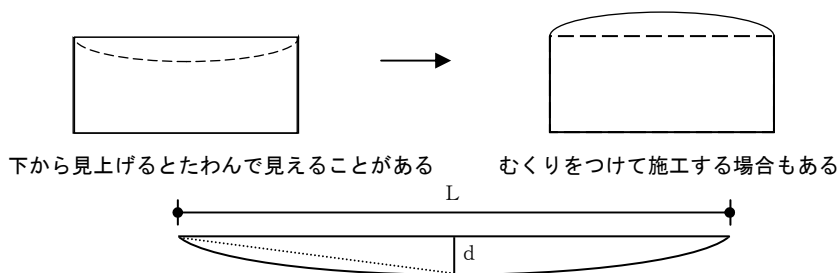 下から見上げるとたわんで見えることがある
むくりをつけて施工する場合もある
L
d